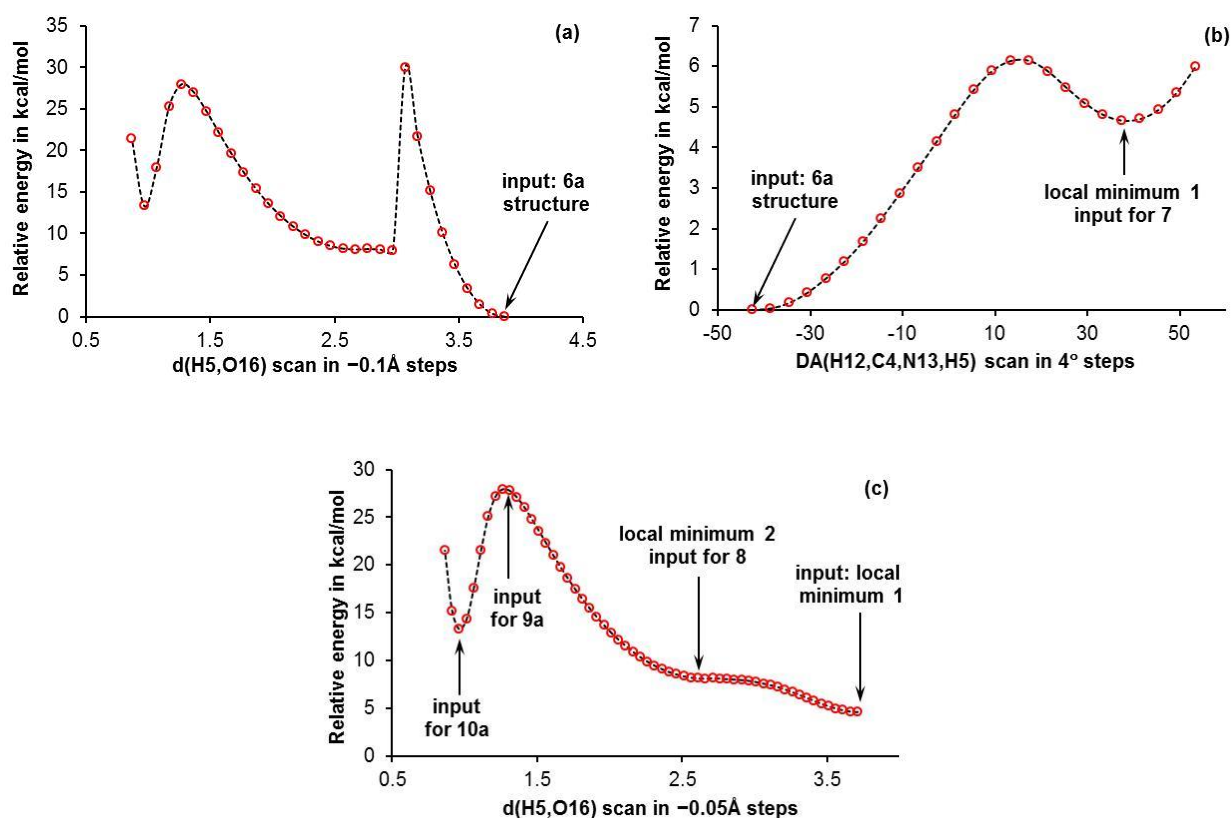 (a)
Relative energy in kcal/mol
35
30
25
20
15
10
5
0
input: 6a
structure
0.5
1.5
2.5
3.5
4.5
d(H5,O16) scan in −0.1Å steps
(b)
Relative energy in kcal/mol
7
6
5
4
3
2
1
0
input: 6a
structure
local minimum 1
input for 7
-50
-30
-10
10
30
50
DA(H12,C4,N13,H5) scan in 4° steps
(c)
Relative energy in kcal/mol
30
25
20
15
10
5
0
local minimum 2
input for 8
input: local
minimum 1
input
for 9a
input
for 10a
0.5
1.5
2.5
3.5
d(H5,O16) scan in −0.05Å steps